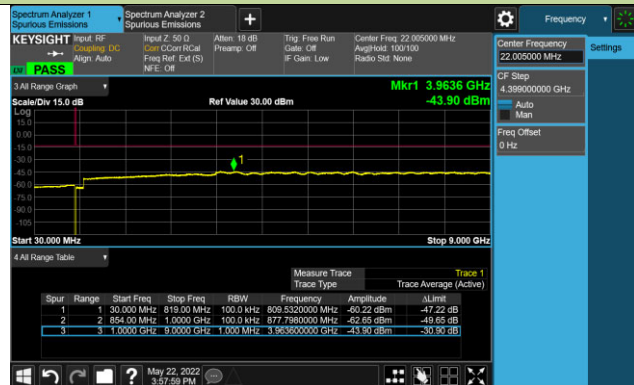 Spectrum Analyzer 1
Spurious Emissions
Spectrum Analyzer 2
Spurious Emissions
Frequency
KEYSIGHT
Input: RF
Coupling: DC
Align: Auto
Input Z: 50 Ω
Corr CCorr RCal
Freq Ref: Ext (S)
NFE: Off
Atten: 18 dB
Preamp: Off
Trig: Free Run
Gate: Off
IF Gain: Low
Center Freq: 22.005000 MHz
Avg|Hold: 100/100
Radio Std: None
PASS
Center Frequency
22.005000 MHz
Settings
CF Step
4.399000000 GHz
Auto
Man
Freq Offset
0 Hz
3 All Range Graph
Mkr1 3.9636 GHz
Scale/Div 15.0 dB
Ref Value 30.00 dBm
-43.90 dBm
Log
15.0
0.00
-15.0
-30.0
-45.0
-60.0
-75.0
-90.0
-105
1
Start 30.000 MHz
Stop 9.000 GHz
4 All Range Table
Measure Trace Trace 1
Trace Type Trace Average (Active)
Spur Range Start Freq Stop Freq RBW Frequency Amplitude ΔLimit
1 1 30.000 MHz 819.00 MHz 100.0 kHz 809.5320000 MHz -60.22 dBm -47.22 dB
2 2 854.00 MHz 1.0000 GHz 100.0 kHz 877.7980000 MHz -62.65 dBm -49.65 dB
3 3 1.0000 GHz 9.0000 GHz 1.000 MHz 3.963600000 GHz -43.90 dBm -30.90 dB
May 22, 2022
3:57:59 PM